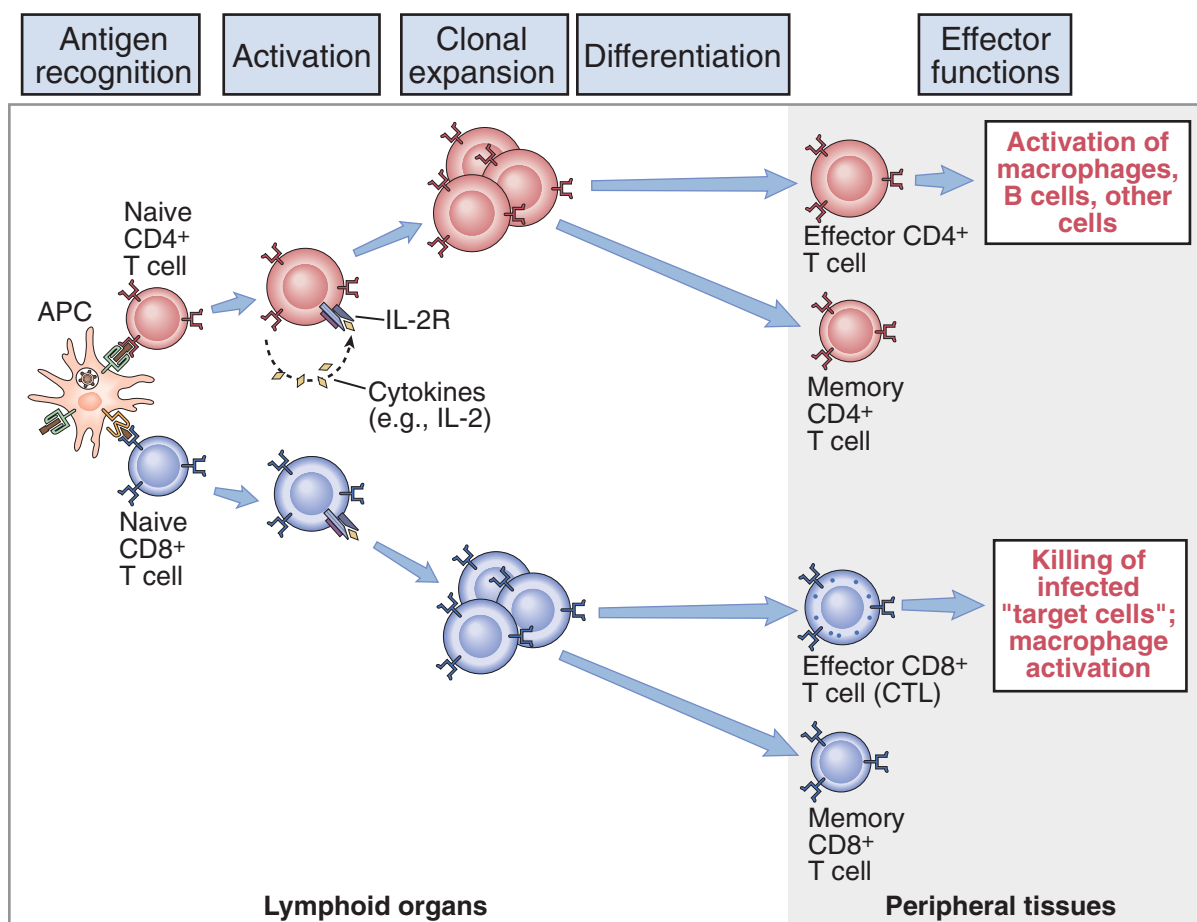 Antigen
recognition
Activation
Clonal
expansion
Differentiation
Effector
functions
Naive
CD4+
T cell
APC
IL-2R
Cytokines
(e.g., IL-2)
Effector CD4+
T cell
Activation of
macrophages,
B cells, other
cells
Memory
CD4+
T cell
Naive
CD8+
T cell
Effector CD8+
T cell (CTL)
Killing of
infected
"target cells";
macrophage
activation
Memory
CD8+
T cell
Lymphoid organs
Peripheral tissues